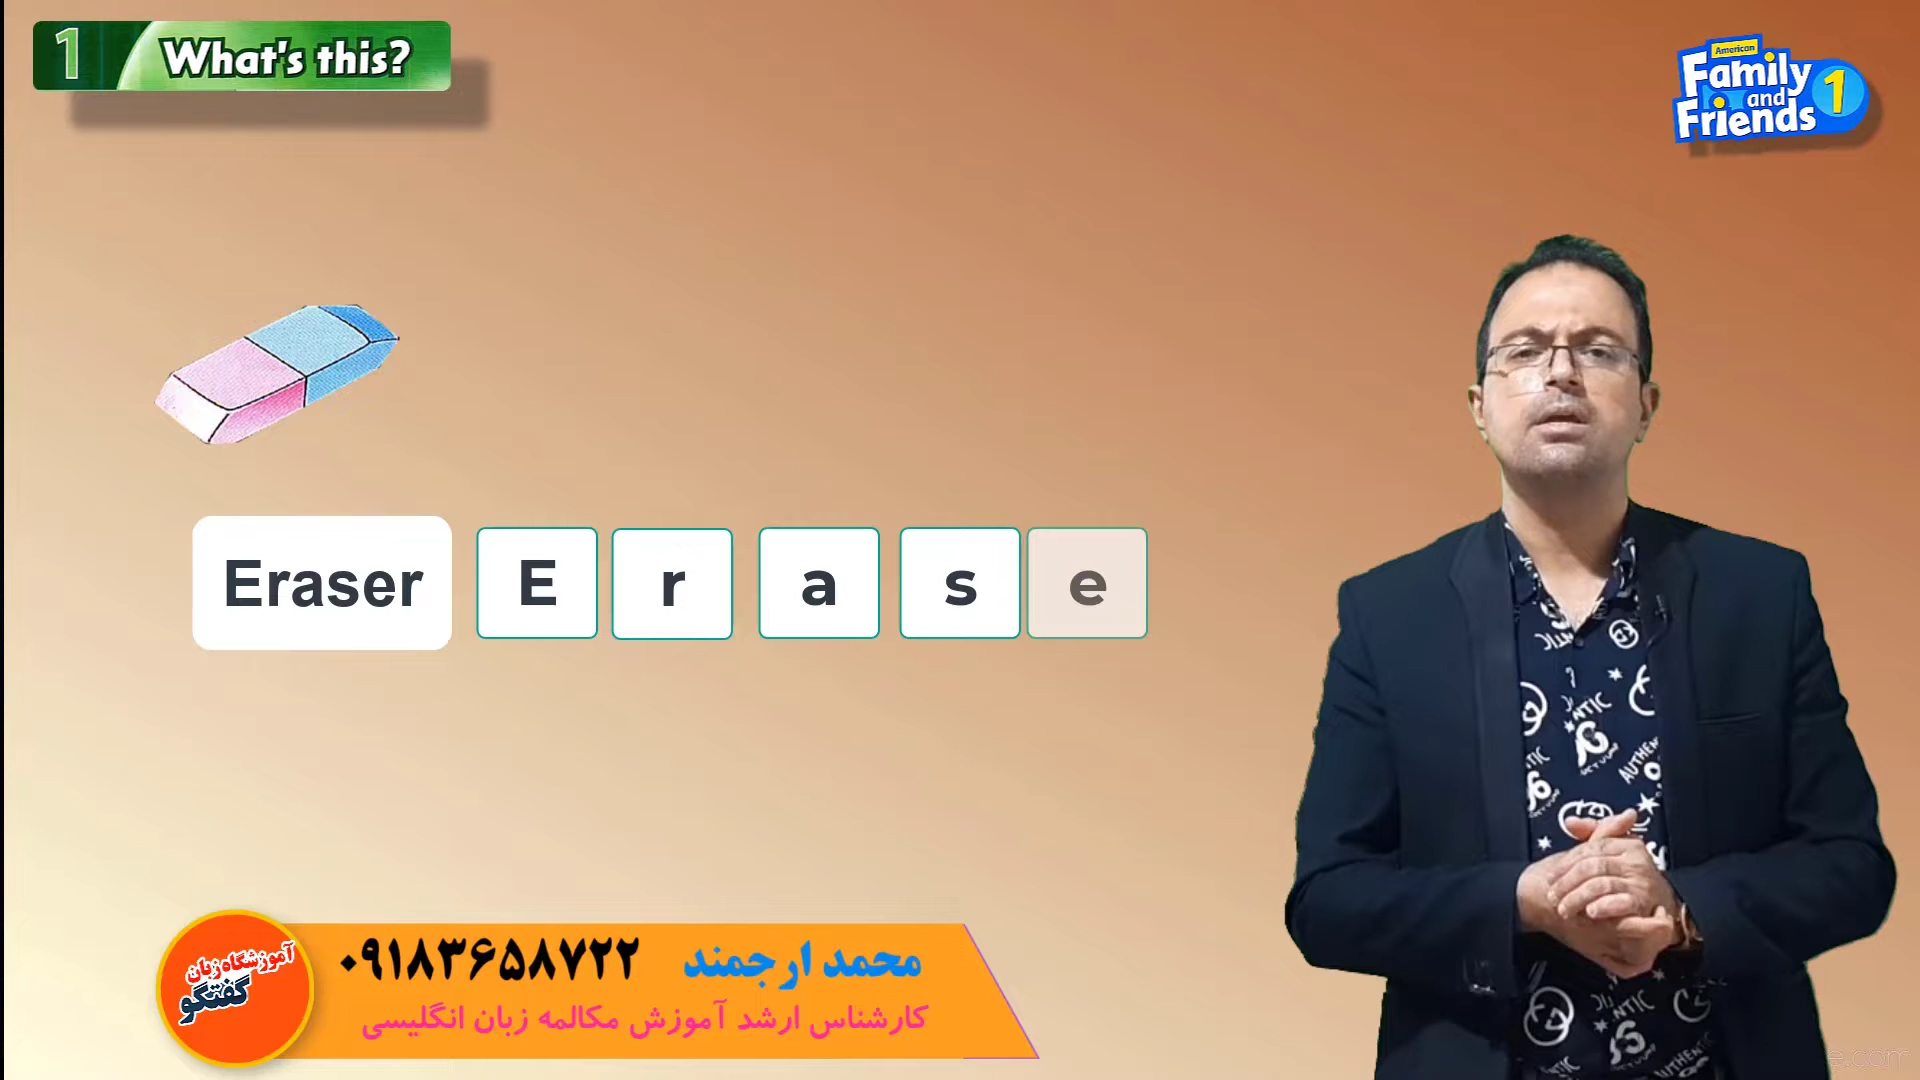 1 What's this?
American
Family
and
Friends 1
Eraser E r a s e
آموزشگاه زبان
گفتگو
محمد ارجمند ۰۹۱۸۳۶۵۸۷۲۲
کارشناس ارشد آموزش مکالمه زبان انگلیسی